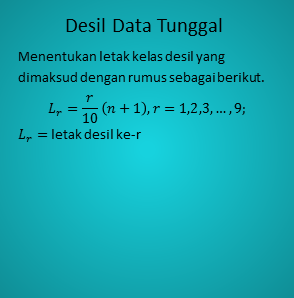 Desil Data Tunggal
Menentukan letak kelas desil yang
dimaksud dengan rumus sebagai berikut.
L_r = r/10 (n + 1), r = 1,2,3, … , 9;
L_r = letak desil ke-r